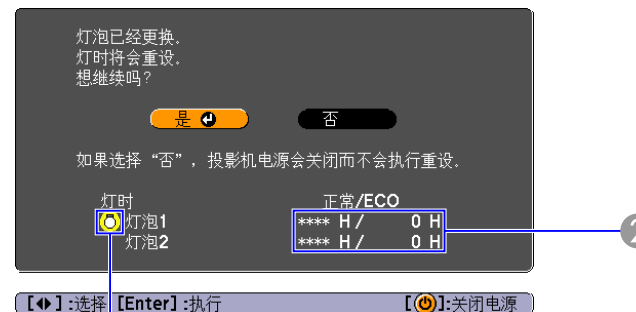 灯泡已经更换.
灯时将会重设.
想继续吗?
是 否
如果选择“否”, 投影机电源会关闭而不会执行重设.
灯时 正常/ECO
灯泡1 **** H / 0 H
灯泡2 **** H / 0 H
2
[◆] :选择 [Enter] :执行 [⏻]:关闭电源